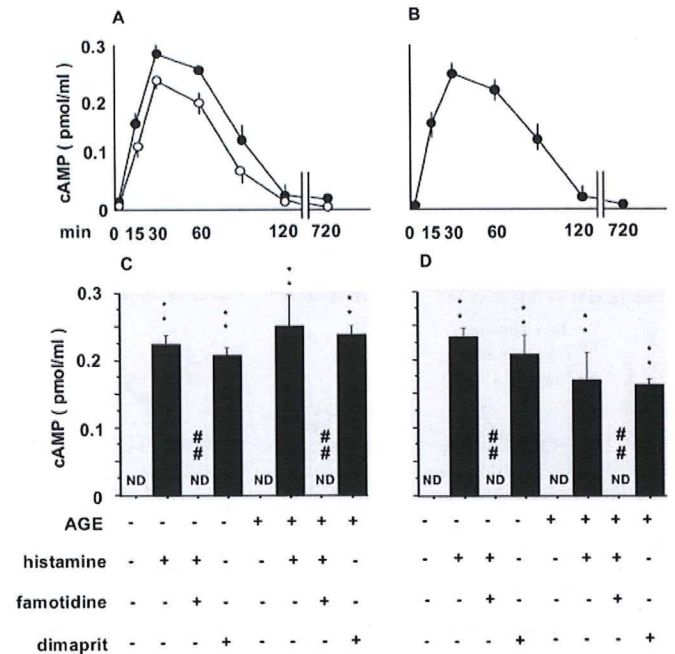 A
B
0.3
0.2
0.1
0
cAMP ( pmol/ml )
min 0 15 30 60 120 720
0 15 30 60 120 720
C
D
0.3
0.2
0.1
0
cAMP ( pmol/ml )
* * * * * * * *
* * * * * * * *
# # # #
# # # #
ND ND ND ND
ND ND ND ND
AGE - - - - + + + + - - - - + + + +
histamine - + + - - + + - - + + - - + + -
famotidine - - + - - - + - - - + - - - + -
dimaprit - - - + - - - + - - - + - - - +